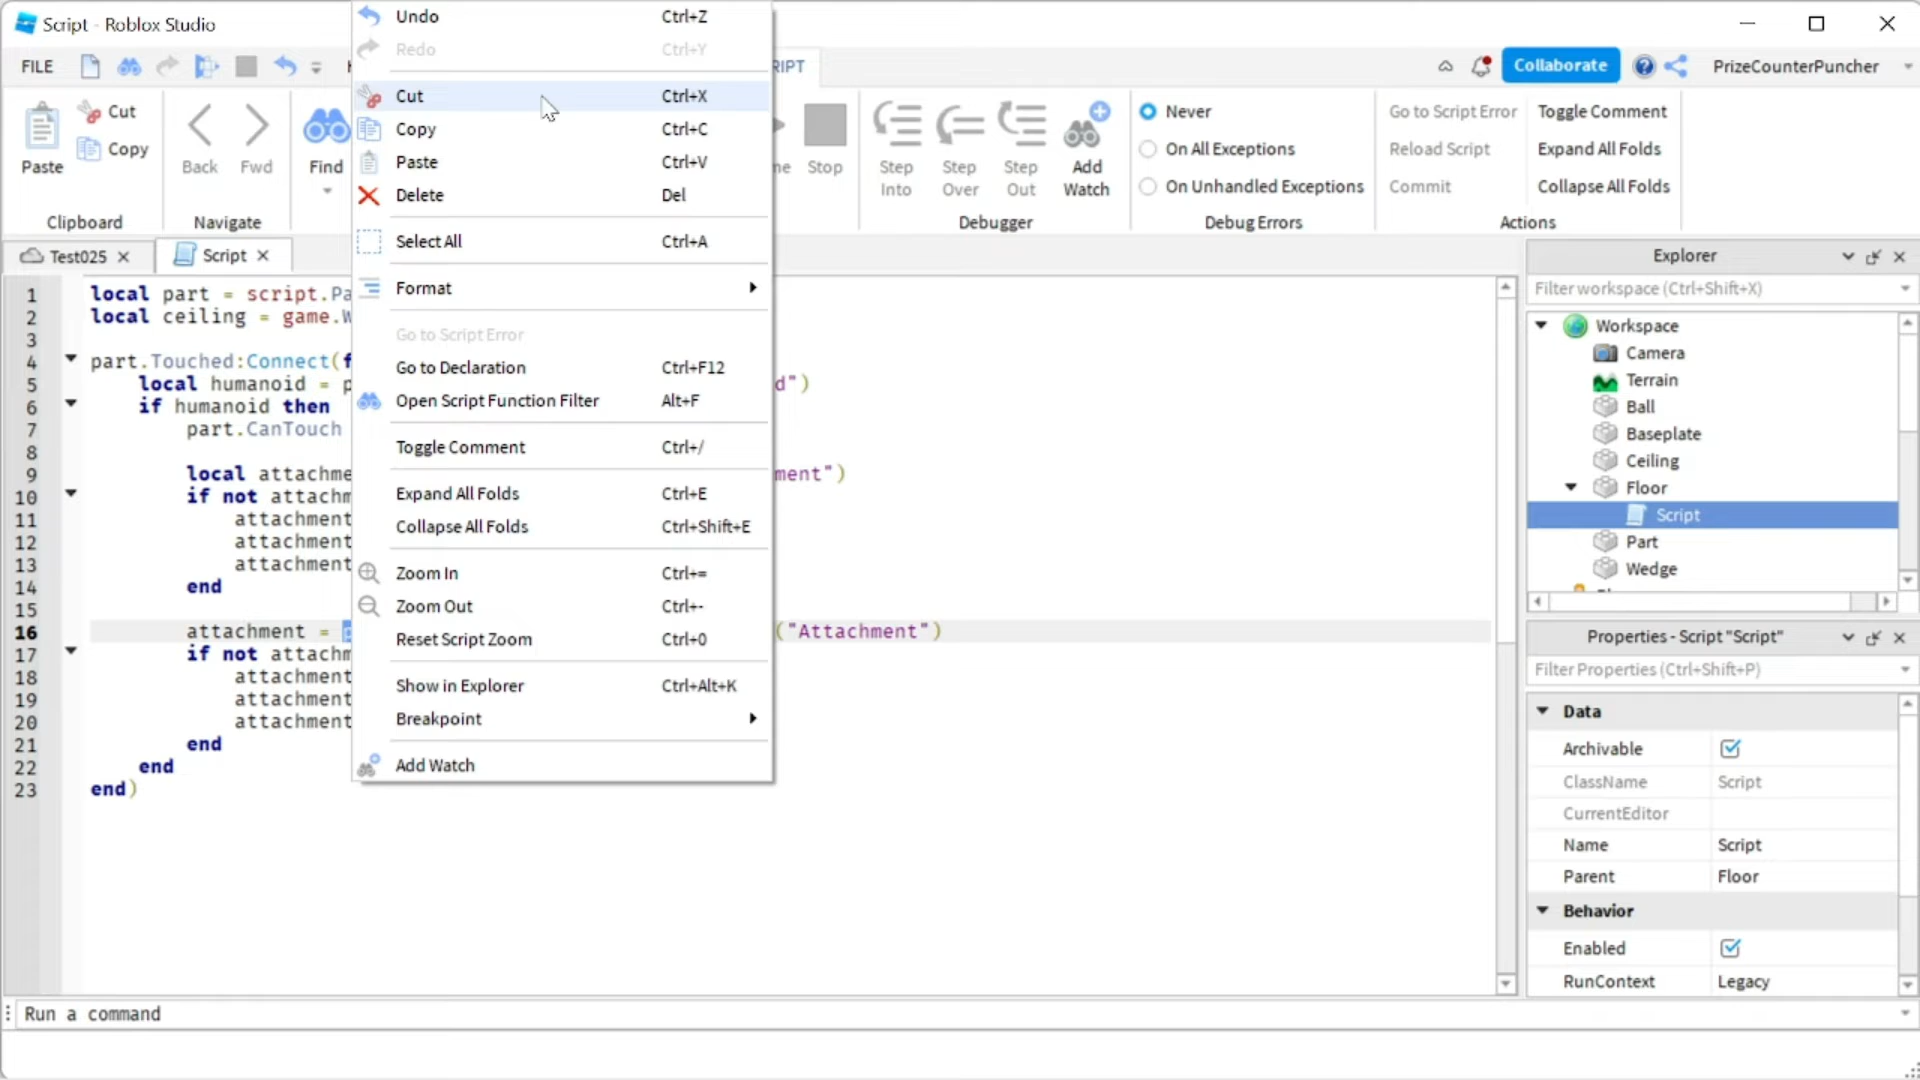 Script - Roblox Studio
FILE
RIPT
Collaborate
PrizeCounterPuncher
Paste
Cut
Copy
Clipboard
Back
Fwd
Navigate
Find
Stop
Step Into
Step Over
Step Out
Add Watch
Debugger
Never
On All Exceptions
On Unhandled Exceptions
Debug Errors
Go to Script Error
Reload Script
Commit
Toggle Comment
Expand All Folds
Collapse All Folds
Actions
Undo Ctrl+Z
Redo Ctrl+Y
Cut Ctrl+X
Copy Ctrl+C
Paste Ctrl+V
Delete Del
Select All Ctrl+A
Format
Go to Script Error
Go to Declaration Ctrl+F12
Open Script Function Filter Alt+F
Toggle Comment Ctrl+/
Expand All Folds Ctrl+E
Collapse All Folds Ctrl+Shift+E
Zoom In Ctrl+=
Zoom Out Ctrl+-
Reset Script Zoom Ctrl+0
Show in Explorer Ctrl+Alt+K
Breakpoint
Add Watch
Test025
Script
1 local part = script.Pa
2 local ceiling = game.W
3
4 part.Touched:Connect(f
5 local humanoid = p d")
6 if humanoid then
7 part.CanTouch
8
9 local attachme ment")
10 if not attachm
11 attachment
12 attachment
13 attachment
14 end
15
16 attachment = p ("Attachment")
17 if not attachm
18 attachment
19 attachment
20 attachment
21 end
22 end
23 end)
Run a command
Explorer
Filter workspace (Ctrl+Shift+X)
Workspace
Camera
Terrain
Ball
Baseplate
Ceiling
Floor
Script
Part
Wedge
Properties - Script "Script"
Filter Properties (Ctrl+Shift+P)
Data
Archivable
ClassName Script
CurrentEditor
Name Script
Parent Floor
Behavior
Enabled
RunContext Legacy